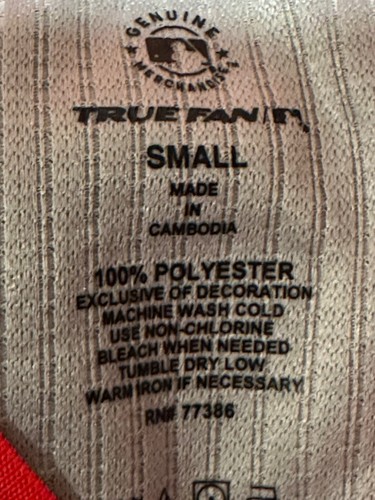 GENUINE
MERCHANDISE
TRUE FAN
SMALL
MADE
IN
CAMBODIA
100% POLYESTER
EXCLUSIVE OF DECORATION
MACHINE WASH COLD
USE NON-CHLORINE
BLEACH WHEN NEEDED
TUMBLE DRY LOW
WARM IRON IF NECESSARY
RN# 77386